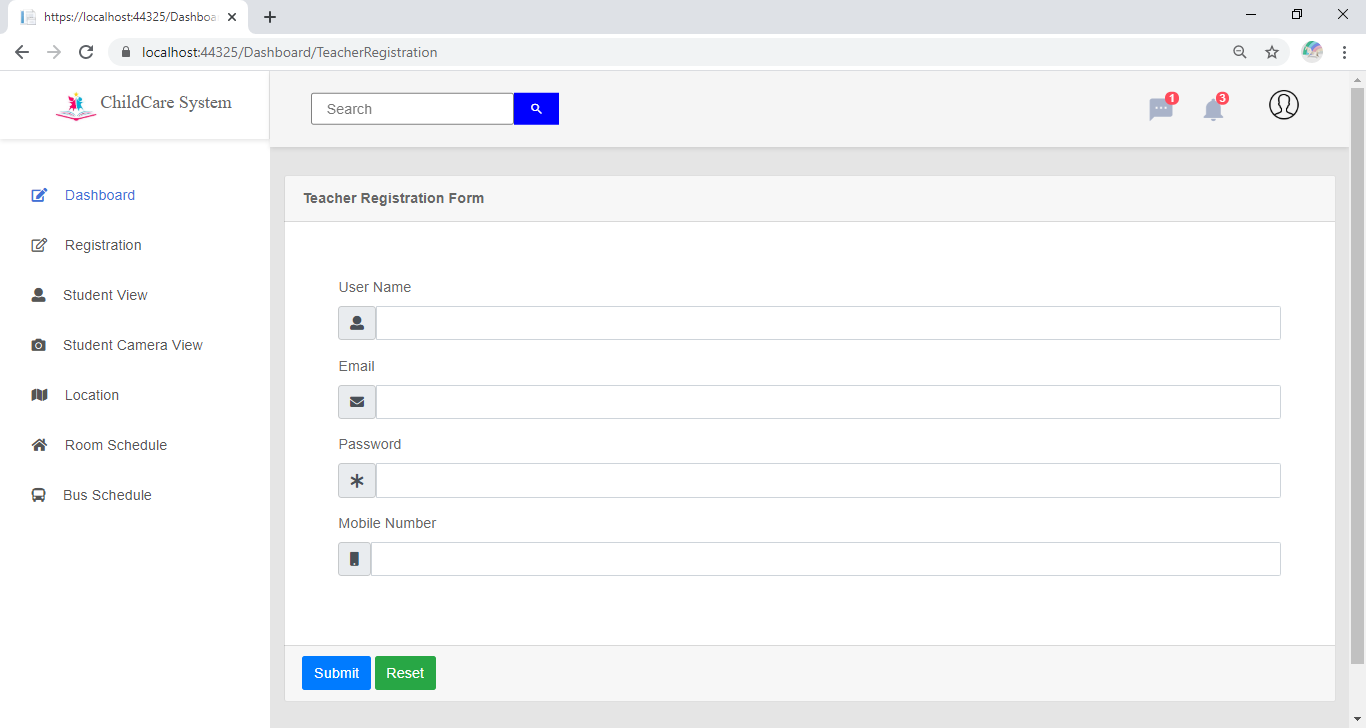 https://localhost:44325/Dashboa
localhost:44325/Dashboard/TeacherRegistration
ChildCare System
Search
1
3
Dashboard
Registration
Student View
Student Camera View
Location
Room Schedule
Bus Schedule
Teacher Registration Form
User Name
Email
Password
Mobile Number
Submit Reset